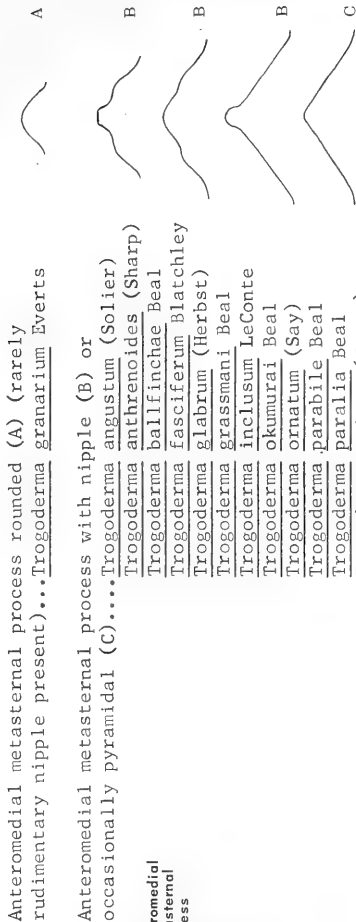 Anteromedial metasternal process rounded (A) (rarely
rudimentary nipple present)...Trogoderma granarium Everts
A
Anteromedial metasternal process with nipple (B) or
occasionally pyramidal (C)....Trogoderma angustum (Solier)
Trogoderma anthrenoides (Sharp)
Trogoderma ballfinchae Beal
Trogoderma fasciferum Blatchley
Trogoderma glabrum (Herbst)
Trogoderma grassmani Beal
Trogoderma inclusum LeConte
Trogoderma okumurai Beal
Trogoderma ornatum (Say)
Trogoderma parabile Beal
Trogoderma paralia Beal
B
B
B
C